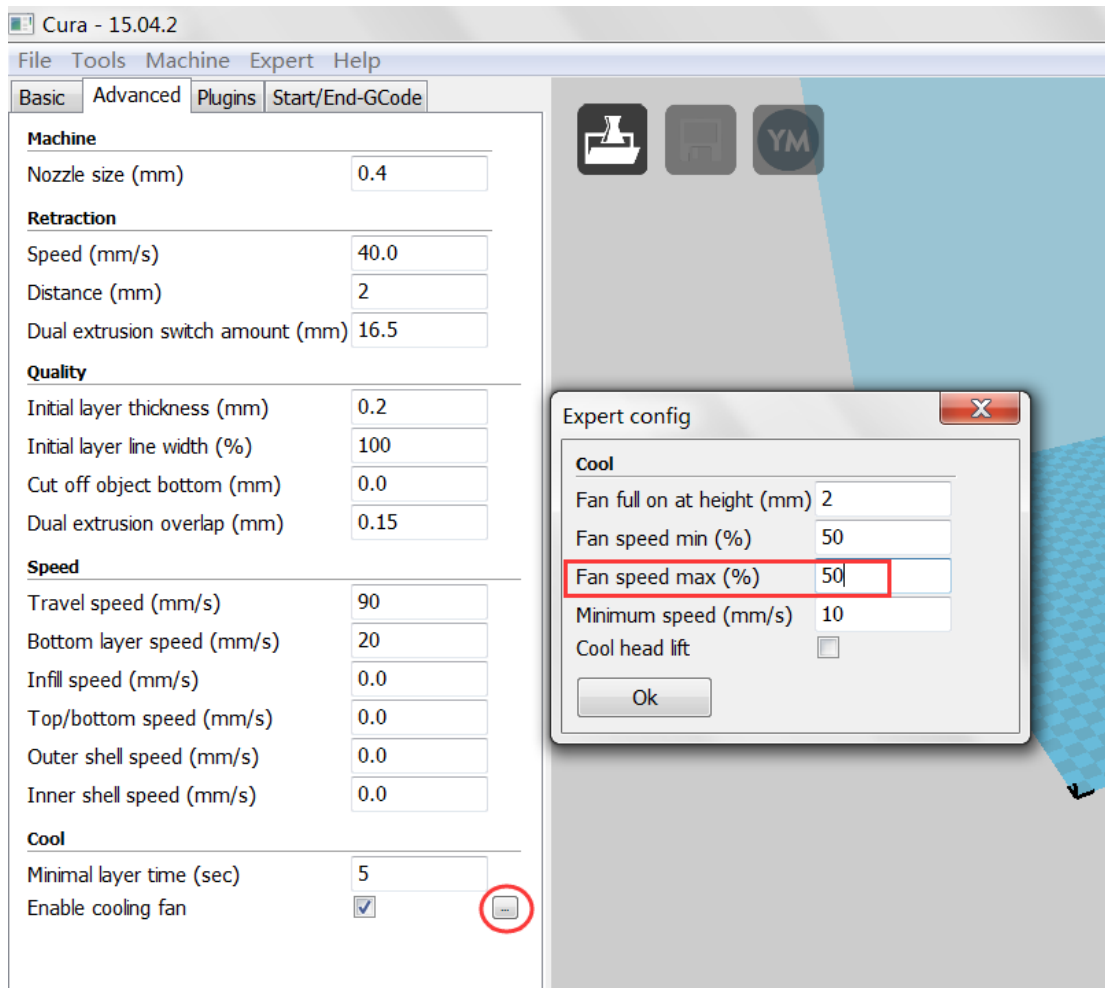 Cura - 15.04.2
File Tools Machine Expert Help
Basic Advanced Plugins Start/End-GCode
Machine
Nozzle size (mm) 0.4
Retraction
Speed (mm/s) 40.0
Distance (mm) 2
Dual extrusion switch amount (mm) 16.5
Quality
Initial layer thickness (mm) 0.2
Initial layer line width (%) 100
Cut off object bottom (mm) 0.0
Dual extrusion overlap (mm) 0.15
Speed
Travel speed (mm/s) 90
Bottom layer speed (mm/s) 20
Infill speed (mm/s) 0.0
Top/bottom speed (mm/s) 0.0
Outer shell speed (mm/s) 0.0
Inner shell speed (mm/s) 0.0
Cool
Minimal layer time (sec) 5
Enable cooling fan ...
YM
Expert config
Cool
Fan full on at height (mm) 2
Fan speed min (%) 50
Fan speed max (%) 50
Minimum speed (mm/s) 10
Cool head lift
Ok